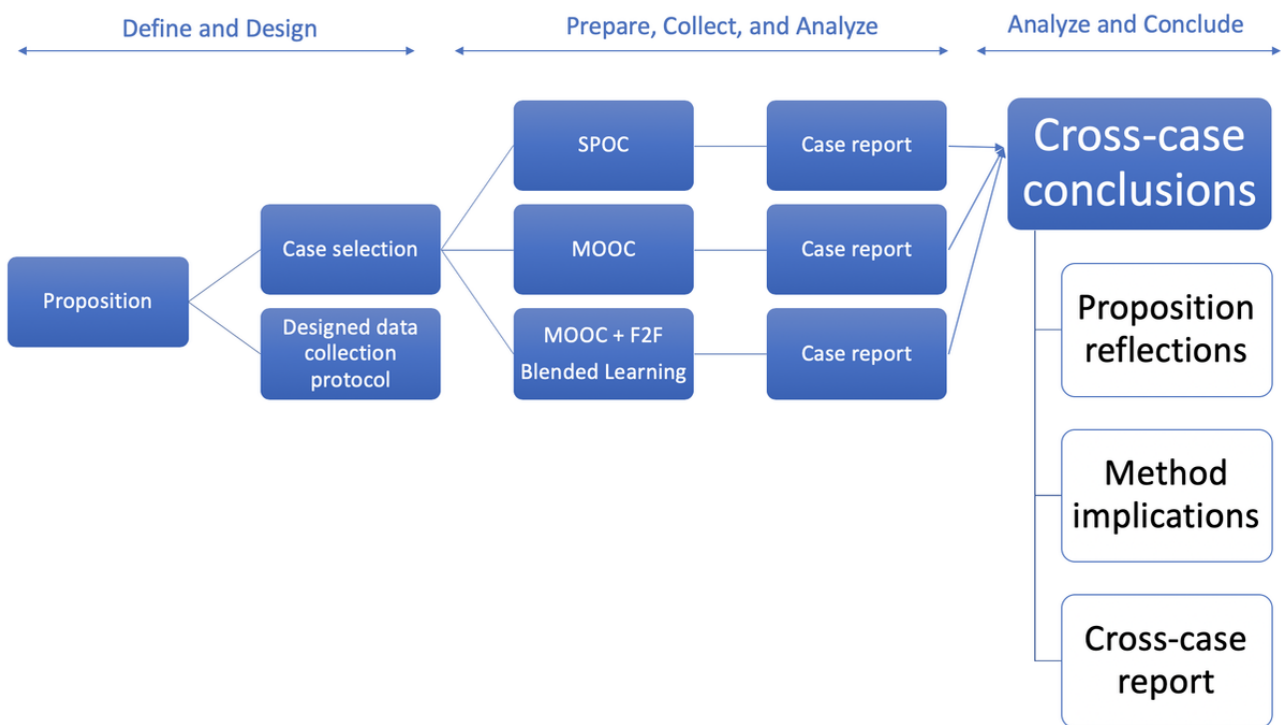 Define and Design
Prepare, Collect, and Analyze
Analyze and Conclude
Proposition
Case selection
Designed data
collection
protocol
SPOC
Case report
MOOC
Case report
MOOC + F2F
Blended Learning
Case report
Cross-case
conclusions
Proposition
reflections
Method
implications
Cross-case
report